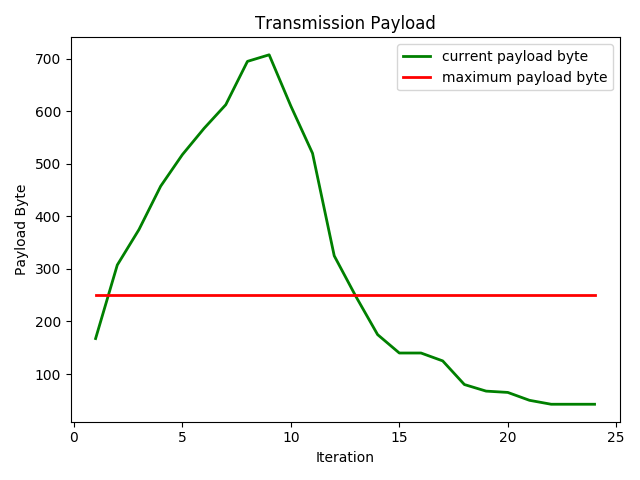 Transmission Payload
current payload byte
maximum payload byte
700
600
500
400
300
200
100
Payload Byte
0
5
10
15
20
25
Iteration